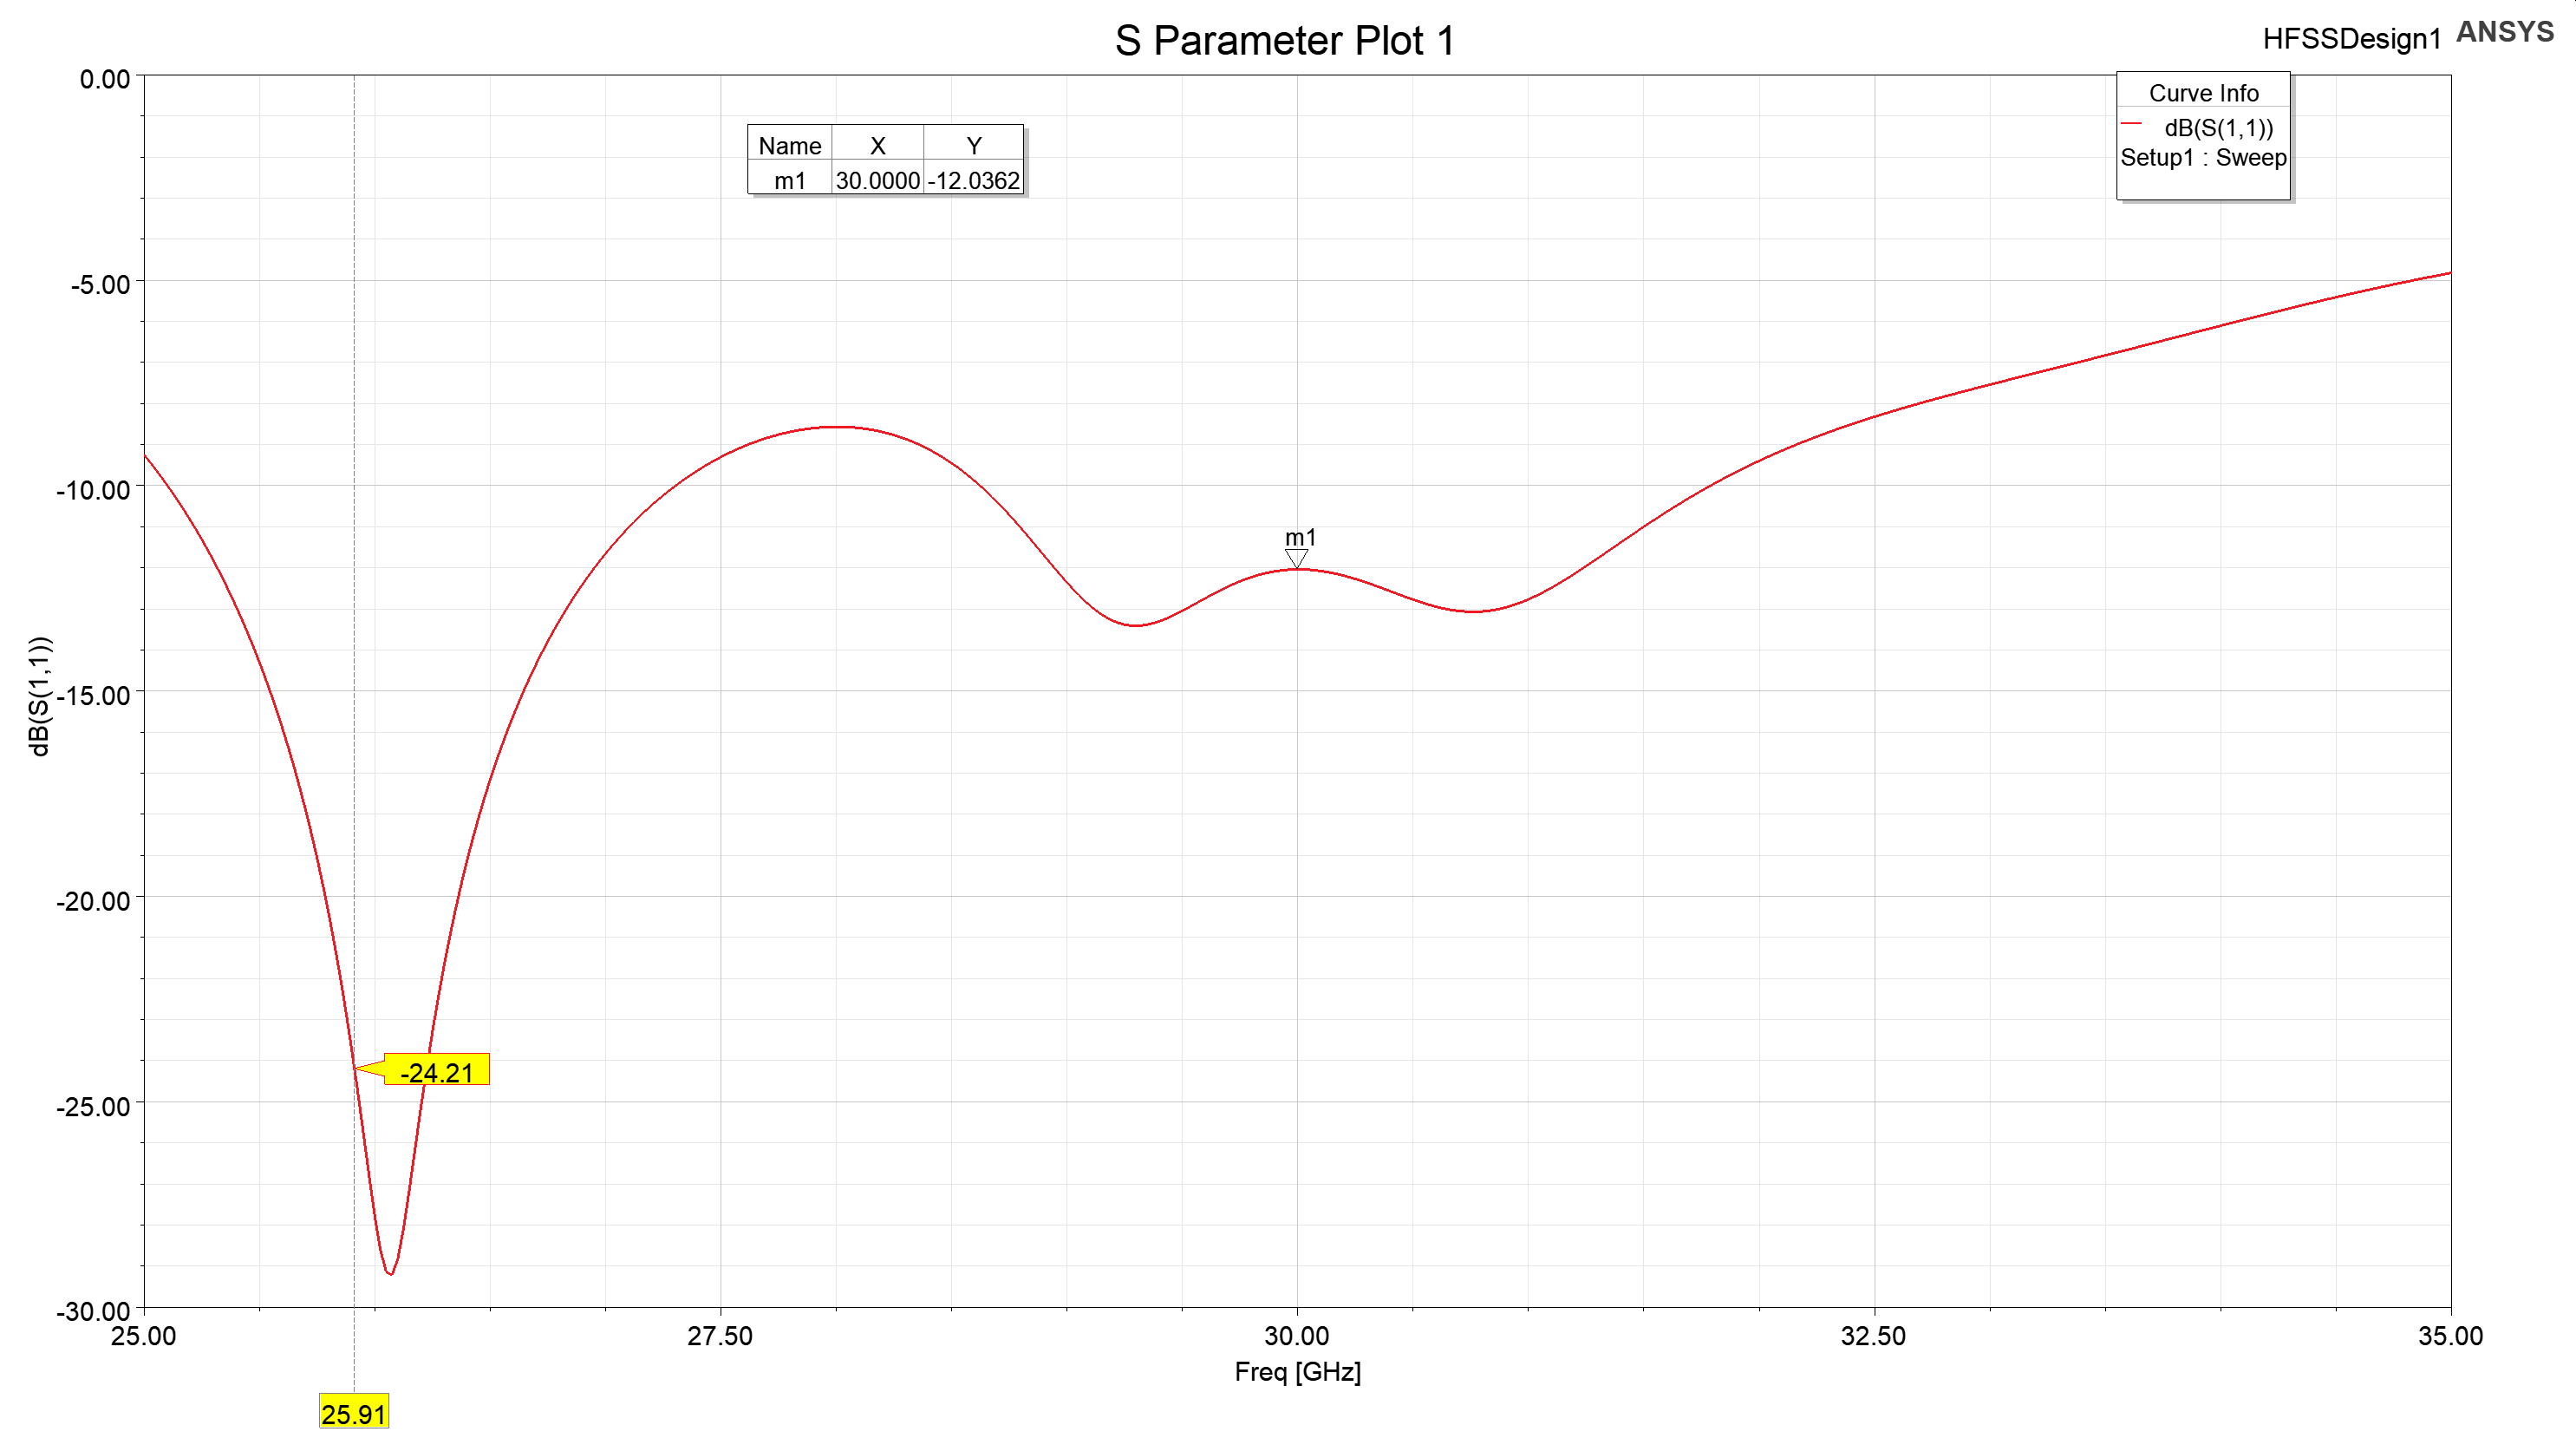 S Parameter Plot 1
HFSSDesign1
ANSYS
Curve Info
dB(S(1,1))
Setup1 : Sweep
Name X Y
m1 30.0000 -12.0362
0.00
-5.00
-10.00
-15.00
-20.00
-25.00
-30.00
dB(S(1,1))
m1
-24.21
25.00 27.50 30.00 32.50 35.00
Freq [GHz]
25.91